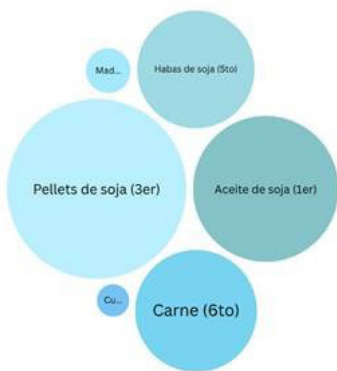 Mad...
Habas de soja (5to)
Pellets de soja (3er)
Aceite de soja (1er)
Cu...
Carne (6to)